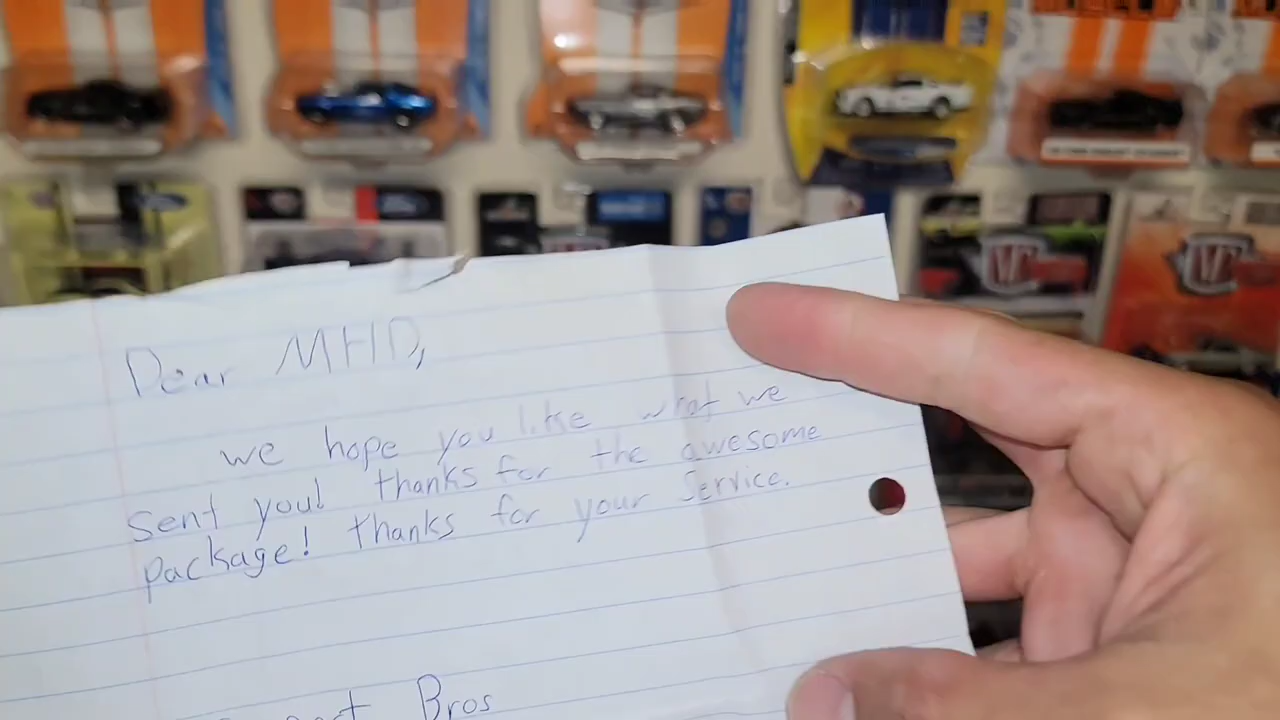 Dear MHD,
we hope you like what we
Sent you! thanks for the awesome
package! thanks for your Service.
Bros